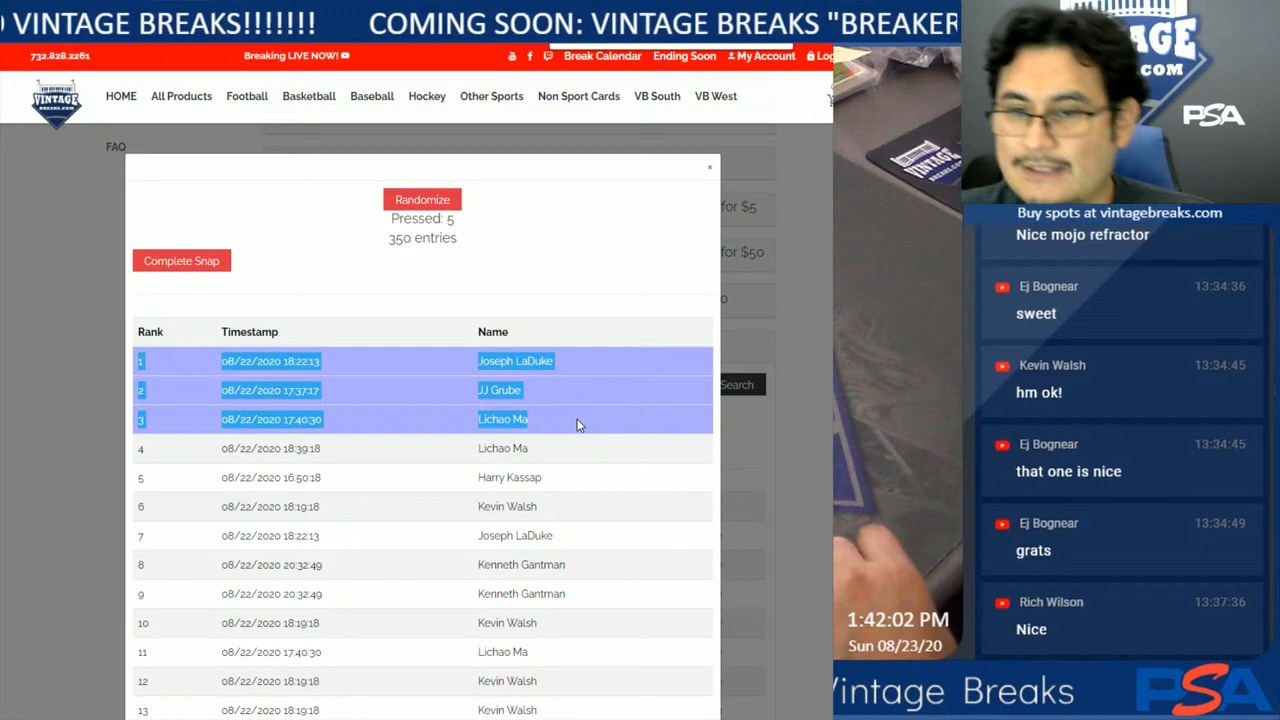 O VINTAGE BREAKS!!!!!!!     COMING SOON: VINTAGE BREAKS "BREAKER
732.828.2261     Breaking LIVE NOW!     Break Calendar     Ending Soon     My Account     Log
VINTAGE BREAKS.COM     HOME     All Products     Football     Basketball     Baseball     Hockey     Other Sports     Non Sport Cards     VB South     VB West
VINTAGE
.COM
PSA
FAQ
×
Randomize
Pressed: 5
350 entries
Complete Snap
for $5
for $50
0
Search
Rank     Timestamp     Name
1     08/22/2020 18:22:13     Joseph LaDuke
2     08/22/2020 17:37:17     JJ Grube
3     08/22/2020 17:40:30     Lichao Ma
4     08/22/2020 18:39:18     Lichao Ma
5     08/22/2020 16:50:18     Harry Kassap
6     08/22/2020 18:19:18     Kevin Walsh
7     08/22/2020 18:22:13     Joseph LaDuke
8     08/22/2020 20:32:49     Kenneth Gantman
9     08/22/2020 20:32:49     Kenneth Gantman
10     08/22/2020 18:19:18     Kevin Walsh
11     08/22/2020 17:40:30     Lichao Ma
12     08/22/2020 18:19:18     Kevin Walsh
13     08/22/2020 18:19:18     Kevin Walsh
Buy spots at vintagebreaks.com
Nice mojo refractor
Ej Bognear     13:34:36
sweet
Kevin Walsh     13:34:45
hm ok!
Ej Bognear     13:34:45
that one is nice
Ej Bognear     13:34:49
grats
Rich Wilson     13:37:36
Nice
1:42:02 PM
Sun 08/23/20
Vintage Breaks     PSA